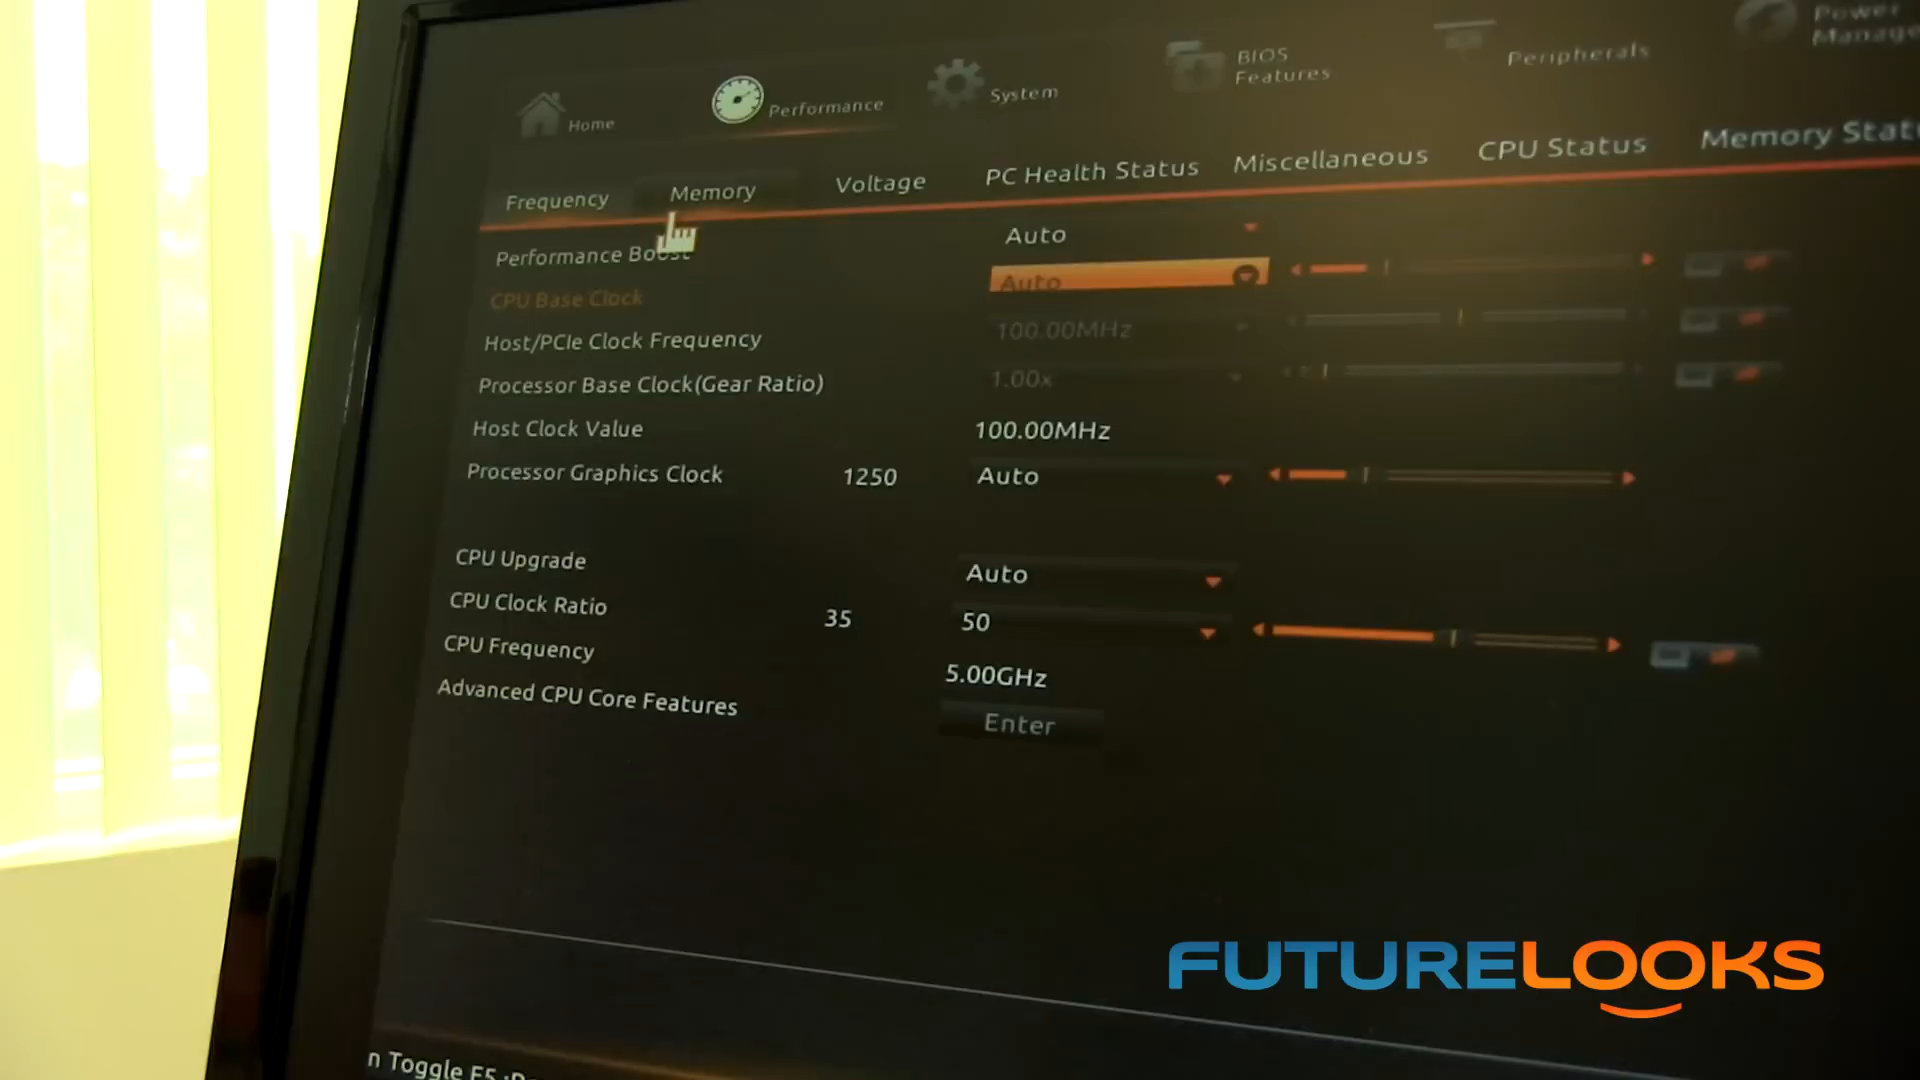 Home
Performance
System
BIOS
Features
Peripherals
Power
Frequency
Memory
Voltage
PC Health Status
Miscellaneous
CPU Status
Memory
Performance Boost
Auto
CPU Base Clock
Auto
Host/PCIe Clock Frequency
100.00MHz
Processor Base Clock(Gear Ratio)
1.00x
Host Clock Value
100.00MHz
Processor Graphics Clock
1250
Auto
CPU Upgrade
Auto
CPU Clock Ratio
35
50
CPU Frequency
5.00GHz
Advanced CPU Core Features
Enter
FUTURELOOKS
Toggle